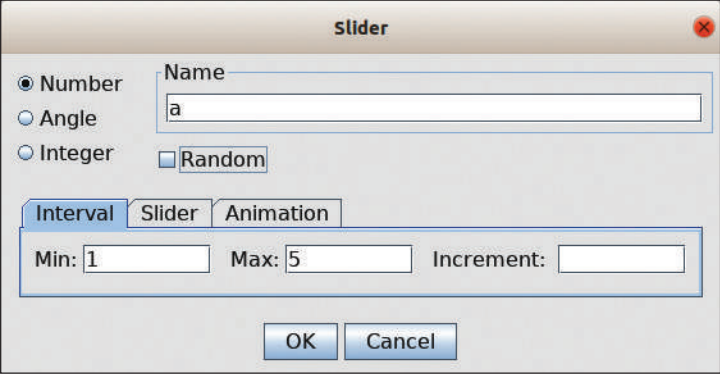 Slider
Number
Name
a
Angle
Integer
Random
Interval Slider Animation
Min: 1 Max: 5 Increment:
OK Cancel